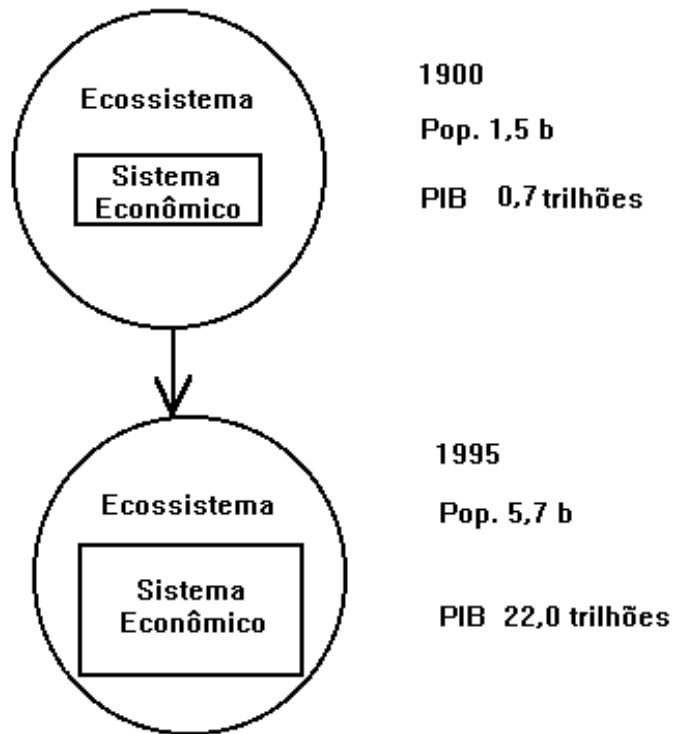 Ecossistema
Sistema
Econômico
1900
Pop. 1,5 b
PIB 0,7 trilhões
Ecossistema
Sistema
Econômico
1995
Pop. 5,7 b
PIB 22,0 trilhões